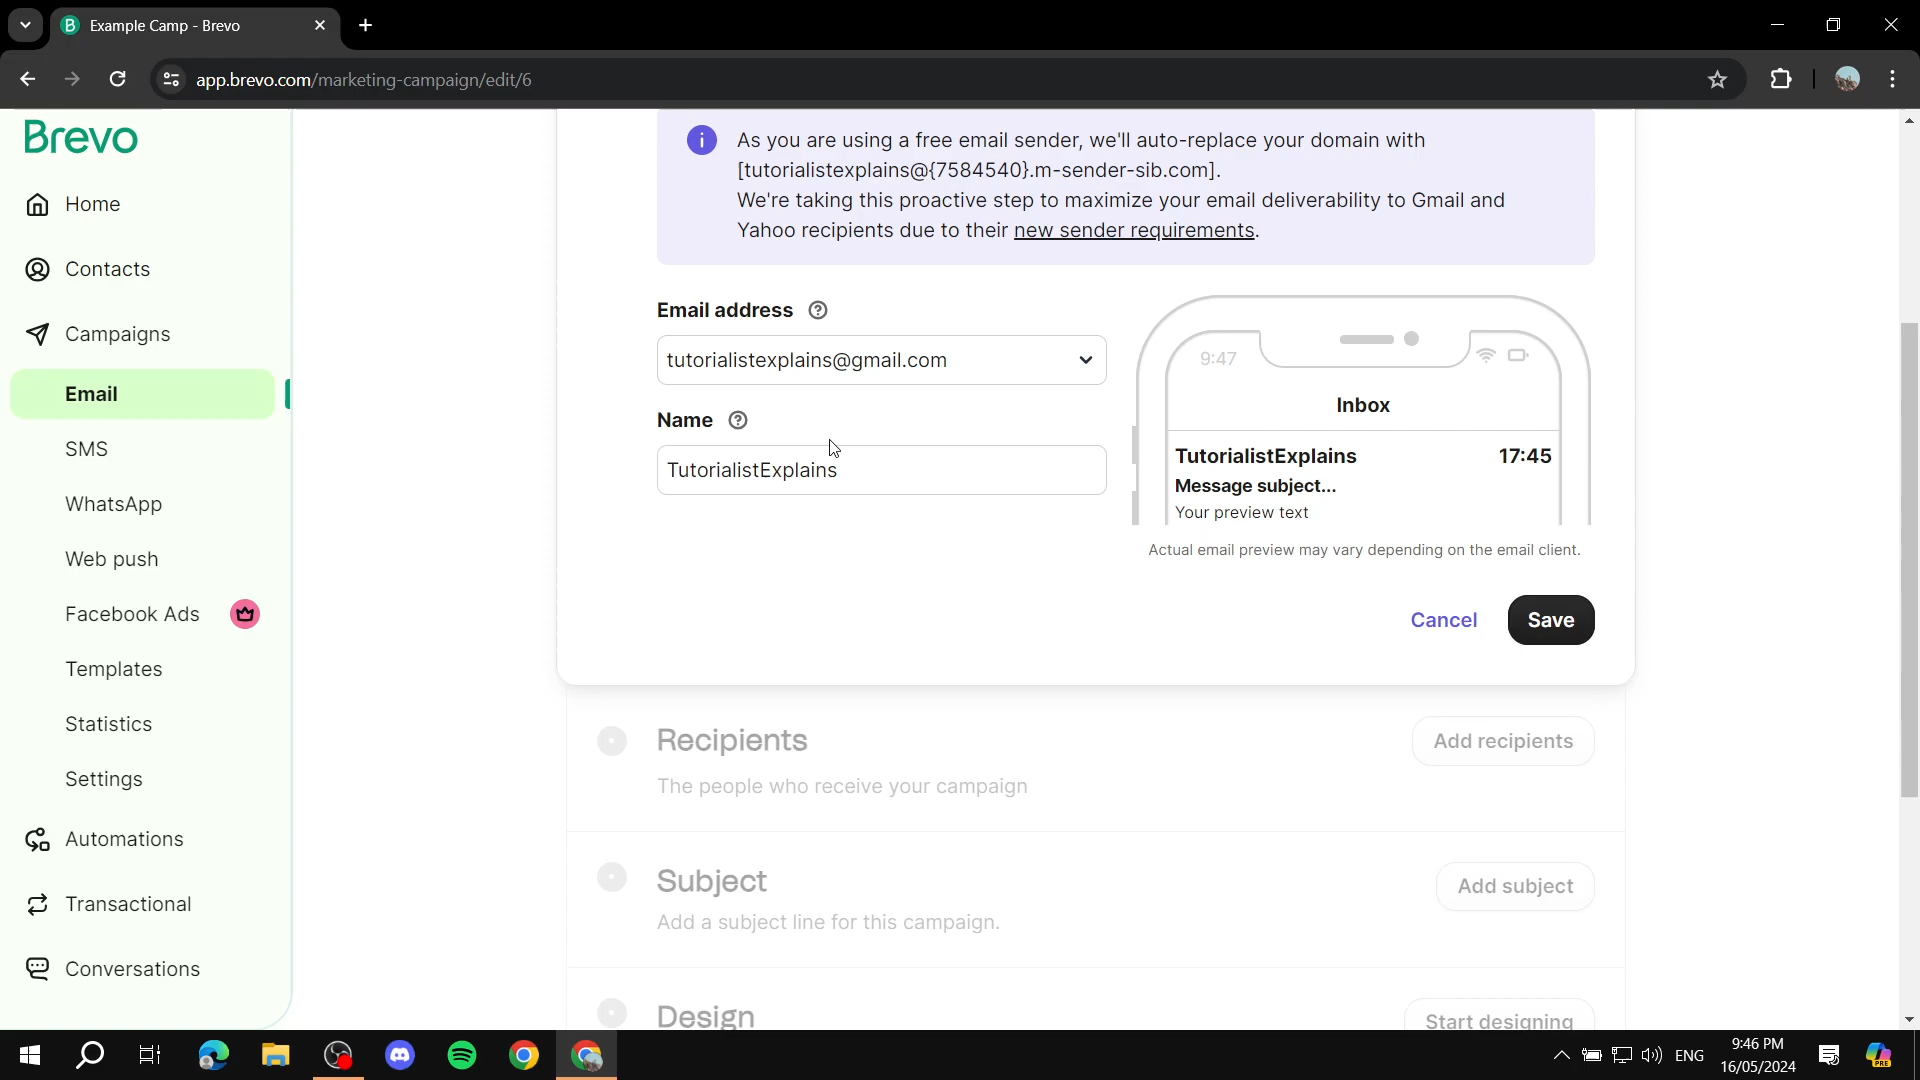 Example Camp - Brevo
app.brevo.com/marketing-campaign/edit/6
Brevo
Home
Contacts
Campaigns
Email
SMS
WhatsApp
Web push
Facebook Ads
Templates
Statistics
Settings
Automations
Transactional
Conversations
As you are using a free email sender, we'll auto-replace your domain with
[tutorialistexplains@{7584540}.m-sender-sib.com].
We're taking this proactive step to maximize your email deliverability to Gmail and
Yahoo recipients due to their new sender requirements.
Email address
tutorialistexplains@gmail.com
Name
TutorialistExplains
9:47
Inbox
TutorialistExplains 17:45
Message subject...
Your preview text
Actual email preview may vary depending on the email client.
Cancel
Save
Recipients
Add recipients
The people who receive your campaign
Subject
Add subject
Add a subject line for this campaign.
Design
Start designing
ENG
9:46 PM
16/05/2024
PRE